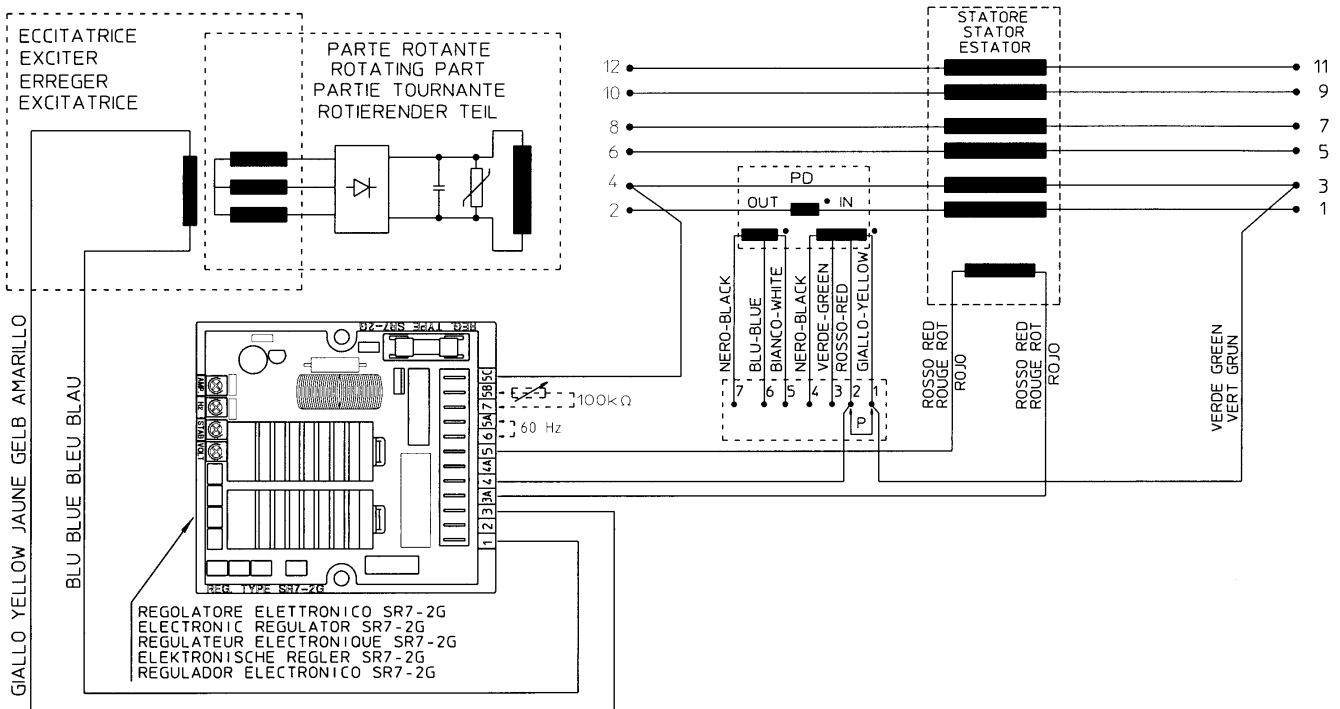 ECCITATRICE
EXCITER
ERREGER
EXCITATRICE
PARTE ROTANTE
ROTATING PART
PARTIE TOURNANTE
ROTIERENDER TEIL
STATORE
STATOR
ESTATOR
12
10
8
6
4
2
11
9
7
5
3
1
PD
OUT
IN
NERO-BLACK
BLU-BLUE
BIANCO-WHITE
NERO-BLACK
VERDE-GREEN
ROSSO-RED
GIALLO-YELLOW
7 6 5 4 3 2 1
P
ROSSO RED
ROUGE ROT
ROJO
ROSSO RED
ROUGE ROT
ROJO
VERDE GREEN
VERT GRUN
GIALLO YELLOW JAUNE GELB AMARILLO
BLU BLUE BLEU BLAU
REG. TYPE SR7-2G
AMP
Hz
STAB
VOLT
5C
5B
7
5A
6
5
4A
4
3A
3
2
1
100kΩ
60 Hz
REG. TYPE SR7-2G
REGOLATORE ELETTRONICO SR7-2G
ELECTRONIC REGULATOR SR7-2G
REGULATEUR ELECTRONIQUE SR7-2G
ELEKTRONISCHE REGLER SR7-2G
REGULADOR ELECTRONICO SR7-2G